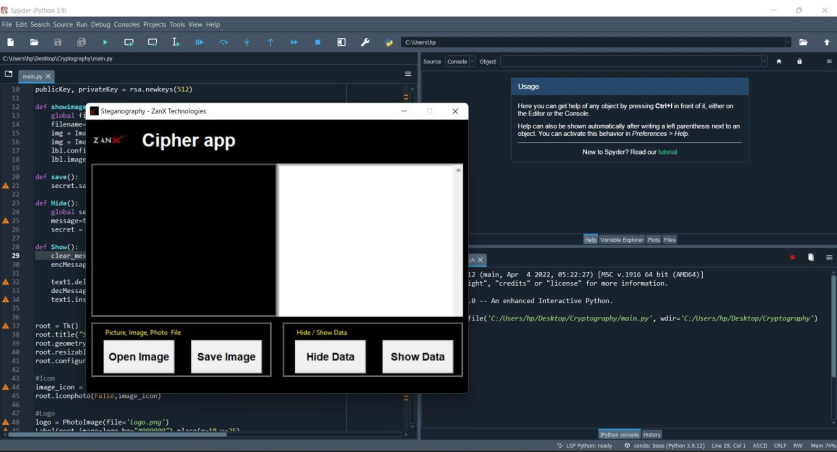 Spyder (Python 3.9)
File Edit Search Source Run Debug Consoles Projects Tools View Help
C:\Users\hp
C:\Users\hp\Desktop\Cryptography\main.py
main.py
10 publicKey, privateKey = rsa.newkeys(512)
11
12 def showimage
13 global fi
14 filename=
15 img = Ima
16 img = Ima
17 lbl.confi
18 lbl.image
19
20 def save():
21 secret.sa
22
23 def Hide():
24 global se
25 message=t
26 secret =
27
28 def Show():
29 clear_mes
30 encMessag
31
32 text1.del
33 decMessag
34 text1.ins
35
36
37 root = Tk()
38 root.title("S
39 root.geometry
40 root.resizabl
41 root.configur
42
43 #Icon
44 image_icon =
45 root.iconphoto(False,image_icon)
46
47 #Logo
48 logo = PhotoImage(file='logo.png')
Steganography - ZanX Technologies
ZANX
Cipher app
Picture, Image, Photo File
Open Image
Save Image
Hide / Show Data
Hide Data
Show Data
Source Console Object
Usage
Here you can get help of any object by pressing Ctrl+I in front of it, either on
the Editor or the Console.
Help can also be shown automatically after writing a left parenthesis next to an
object. You can activate this behavior in Preferences > Help.
New to Spyder? Read our tutorial
Help Variable Explorer Plots Files
12 (main, Apr 4 2022, 05:22:27) [MSC v.1916 64 bit (AMD64)]
ight", "credits" or "license" for more information.
.0 -- An enhanced Interactive Python.
file('C:/Users/hp/Desktop/Cryptography/main.py', wdir='C:/Users/hp/Desktop/Cryptography')
IPython console History
LSP Python: ready conda: base (Python 3.9.12) Line 29, Col 1 ASCII CRLF RW Mem 74%